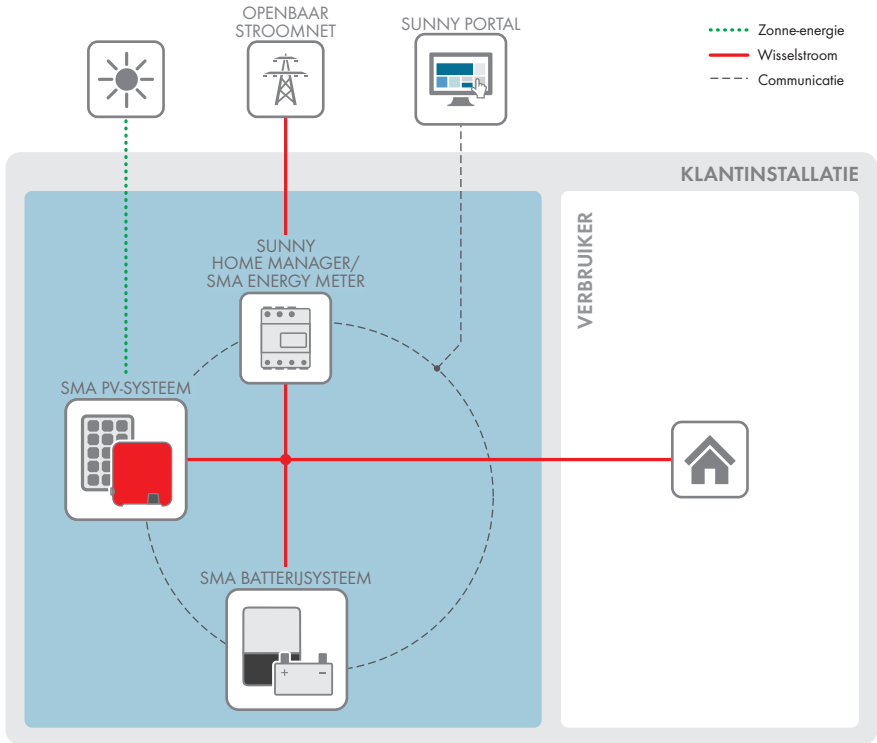 OPENBAAR
STROOMNET
SUNNY PORTAL
Zonne-energie
Wisselstroom
Communicatie
KLANTINSTALLATIE
VERBRUIKER
SUNNY
HOME MANAGER/
SMA ENERGY METER
SMA PV-SYSTEEM
SMA BATTERIJSYSTEEM
+ −